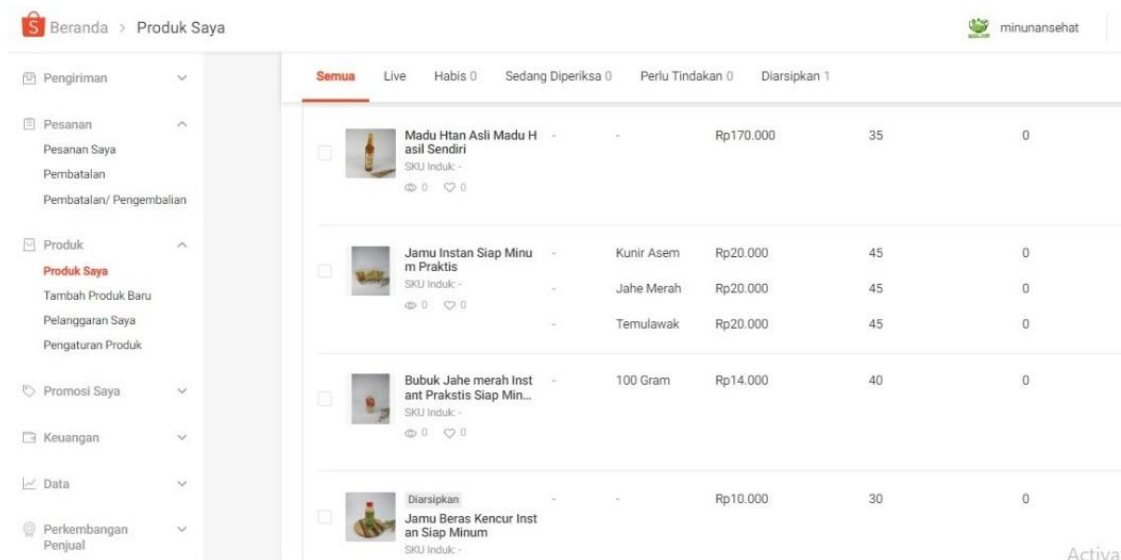 S Beranda > Produk Saya
minunansehat
Pengiriman
Pesanan
Pesanan Saya
Pembatalan
Pembatalan/ Pengembalian
Produk
Produk Saya
Tambah Produk Baru
Pelanggaran Saya
Pengaturan Produk
Promosi Saya
Keuangan
Data
Perkembangan
Penjual
Semua Live Habis 0 Sedang Diperiksa 0 Perlu Tindakan 0 Diarsipkan 1
Madu Htan Asli Madu H - - Rp170.000 35 0
asil Sendiri
SKU Induk: -
0 0
Jamu Instan Siap Minu - Kunir Asem Rp20.000 45 0
m Praktis
SKU Induk: - - Jahe Merah Rp20.000 45 0
0 0
- Temulawak Rp20.000 45 0
Bubuk Jahe merah Inst - 100 Gram Rp14.000 40 0
ant Prakstis Siap Min...
SKU Induk: -
0 0
Diarsipkan - - Rp10.000 30 0
Jamu Beras Kencur Inst
an Siap Minum
SKU Induk: -
Activa